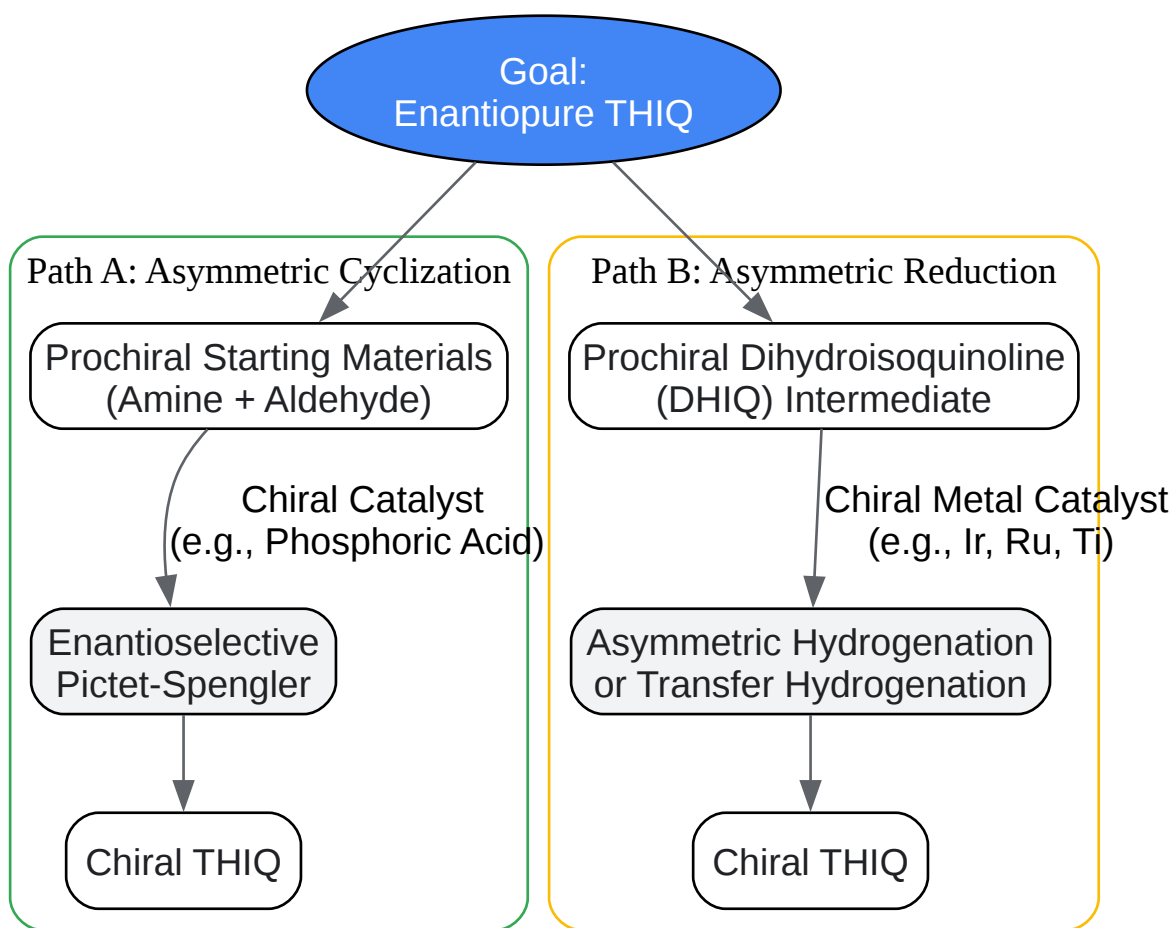 Goal:
Enantiopure THIQ
Path A: Asymmetric Cyclization
Prochiral Starting Materials
(Amine + Aldehyde)
Chiral Catalyst
(e.g., Phosphoric Acid)
Enantioselective
Pictet-Spengler
Chiral THIQ
Path B: Asymmetric Reduction
Prochiral Dihydroisoquinoline
(DHIQ) Intermediate
Chiral Metal Catalyst
(e.g., Ir, Ru, Ti)
Asymmetric Hydrogenation
or Transfer Hydrogenation
Chiral THIQ